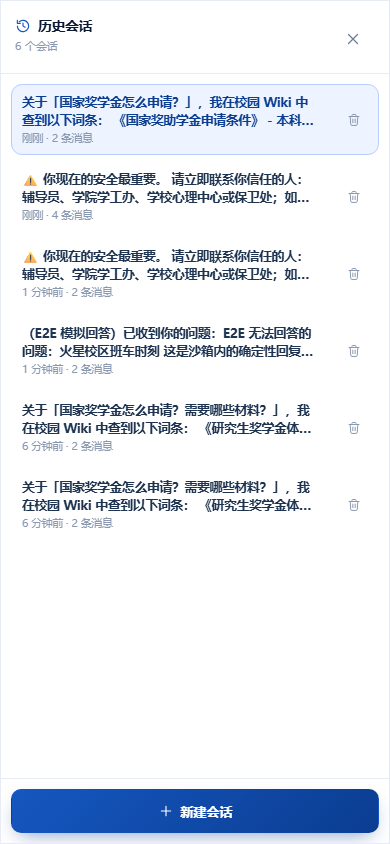 历史会话
6 个会话
关于「国家奖学金怎么申请？」，我在校园 Wiki 中
查到以下词条： 《国家奖助学金申请条件》 - 本科...
刚刚 · 2 条消息
⚠️ 你现在的安全最重要。 请立即联系你信任的人：
辅导员、学院学工办、学校心理中心或保卫处；如...
刚刚 · 4 条消息
⚠️ 你现在的安全最重要。 请立即联系你信任的人：
辅导员、学院学工办、学校心理中心或保卫处；如...
1 分钟前 · 2 条消息
（E2E 模拟回答）已收到你的问题：E2E 无法回答的
问题：火星校区班车时刻 这是沙箱内的确定性回复...
1 分钟前 · 2 条消息
关于「国家奖学金怎么申请？需要哪些材料？」，我
在校园 Wiki 中查到以下词条： 《研究生奖学金体...
6 分钟前 · 2 条消息
关于「国家奖学金怎么申请？需要哪些材料？」，我
在校园 Wiki 中查到以下词条： 《研究生奖学金体...
6 分钟前 · 2 条消息
新建会话